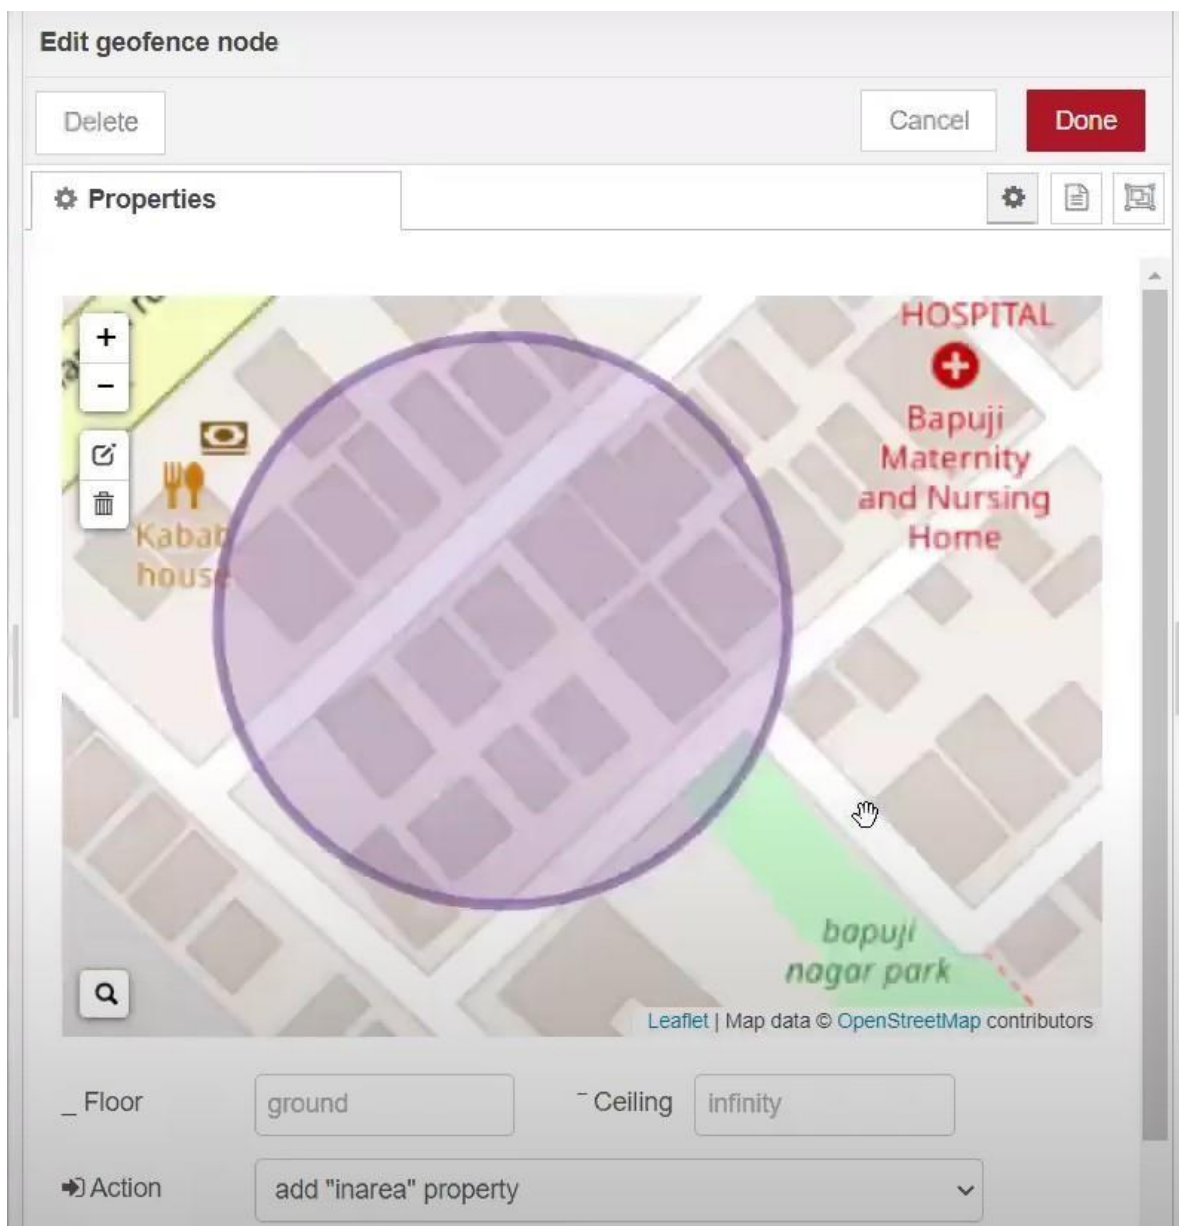 Edit geofence node
Delete
Cancel
Done
Properties
+
−
HOSPITAL
Bapuji
Maternity
and Nursing
Home
Kabab
house
bapuji
nagar park
Leaflet | Map data © OpenStreetMap contributors
Floor
ground
Ceiling
infinity
Action
add "inarea" property